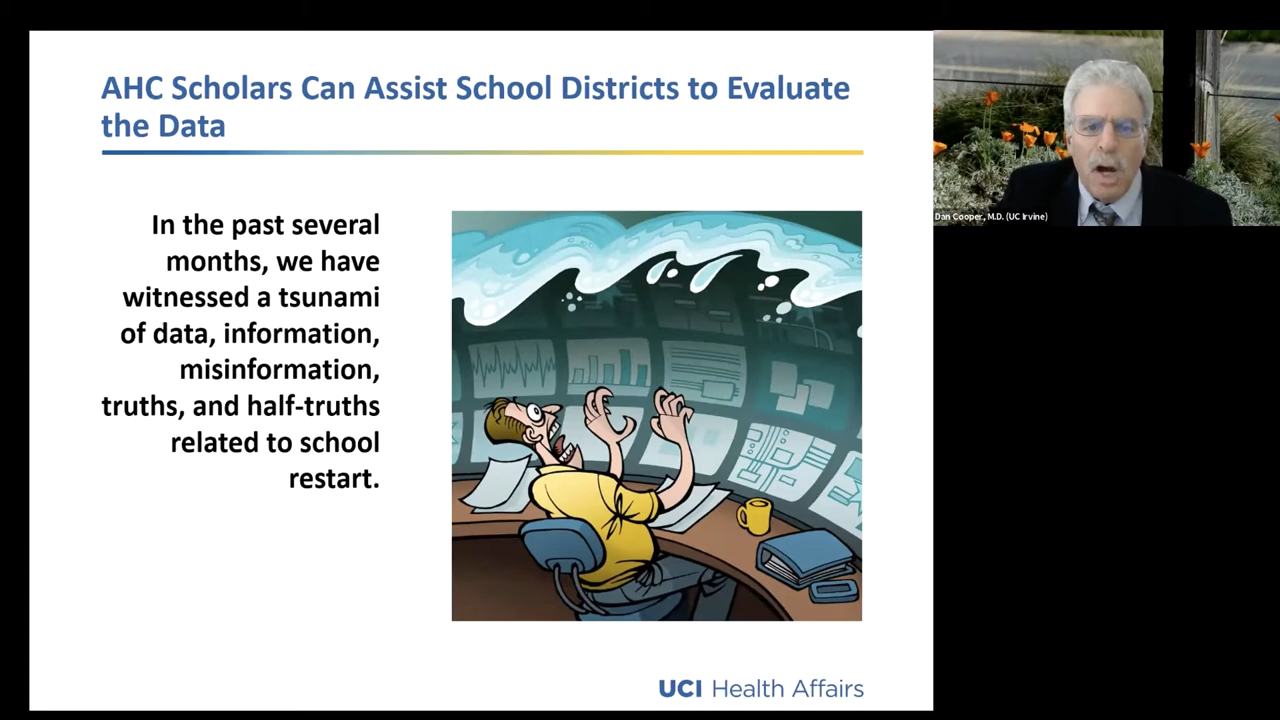 AHC Scholars Can Assist School Districts to Evaluate
the Data
In the past several
months, we have
witnessed a tsunami
of data, information,
misinformation,
truths, and half-truths
related to school
restart.
UCI Health Affairs
Dan Cooper, M.D. (UC Irvine)